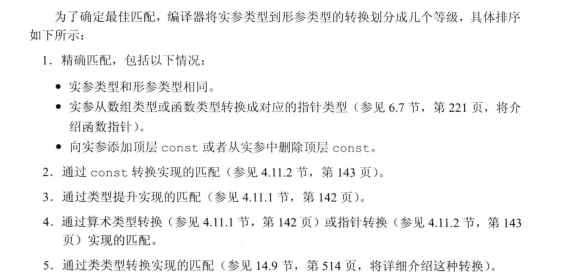 为了确定最佳匹配，编译器将实参类型到形参类型的转换划分成几个等级，具体排序
如下所示：
1．精确匹配，包括以下情况：
● 实参类型和形参类型相同。
● 实参从数组类型或函数类型转换成对应的指针类型（参见 6.7 节，第 221 页，将介
绍函数指针）。
● 向实参添加顶层 const 或者从实参中删除顶层 const。
2．通过 const 转换实现的匹配（参见 4.11.2 节，第 143 页）。
3．通过类型提升实现的匹配（参见 4.11.1 节，第 142 页）。
4．通过算术类型转换（参见 4.11.1 节，第 142 页）或指针转换（参见 4.11.2 节，第 143
页）实现的匹配。
5．通过类类型转换实现的匹配（参见 14.9 节，第 514 页，将详细介绍这种转换）。